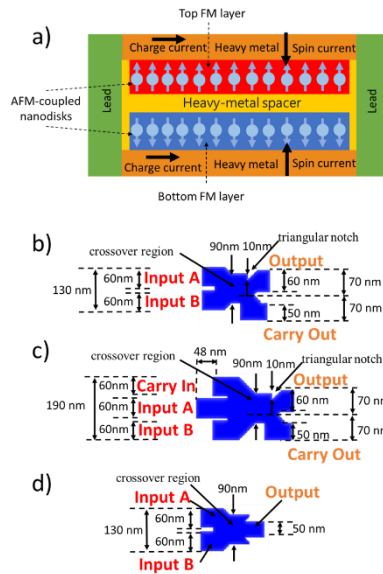 a)
Top FM layer
Charge current
Heavy metal
Spin current
AFM-coupled
nanodisks
Lead
Heavy-metal spacer
Lead
Charge current
Heavy metal
Spin current
Bottom FM layer
b)
crossover region
90nm
10nm
triangular notch
Output
60nm
Input A
60 nm
70 nm
130 nm
60nm
Input B
50 nm
70 nm
Carry Out
c)
48 nm
crossover region
90nm
10nm
triangular notch
Output
60nm
Carry In
60 nm
70 nm
190 nm
60nm
Input A
60nm
Input B
50 nm
70 nm
Carry Out
d)
crossover region
Input A
90nm
Output
60nm
130 nm
50 nm
60nm
Input B